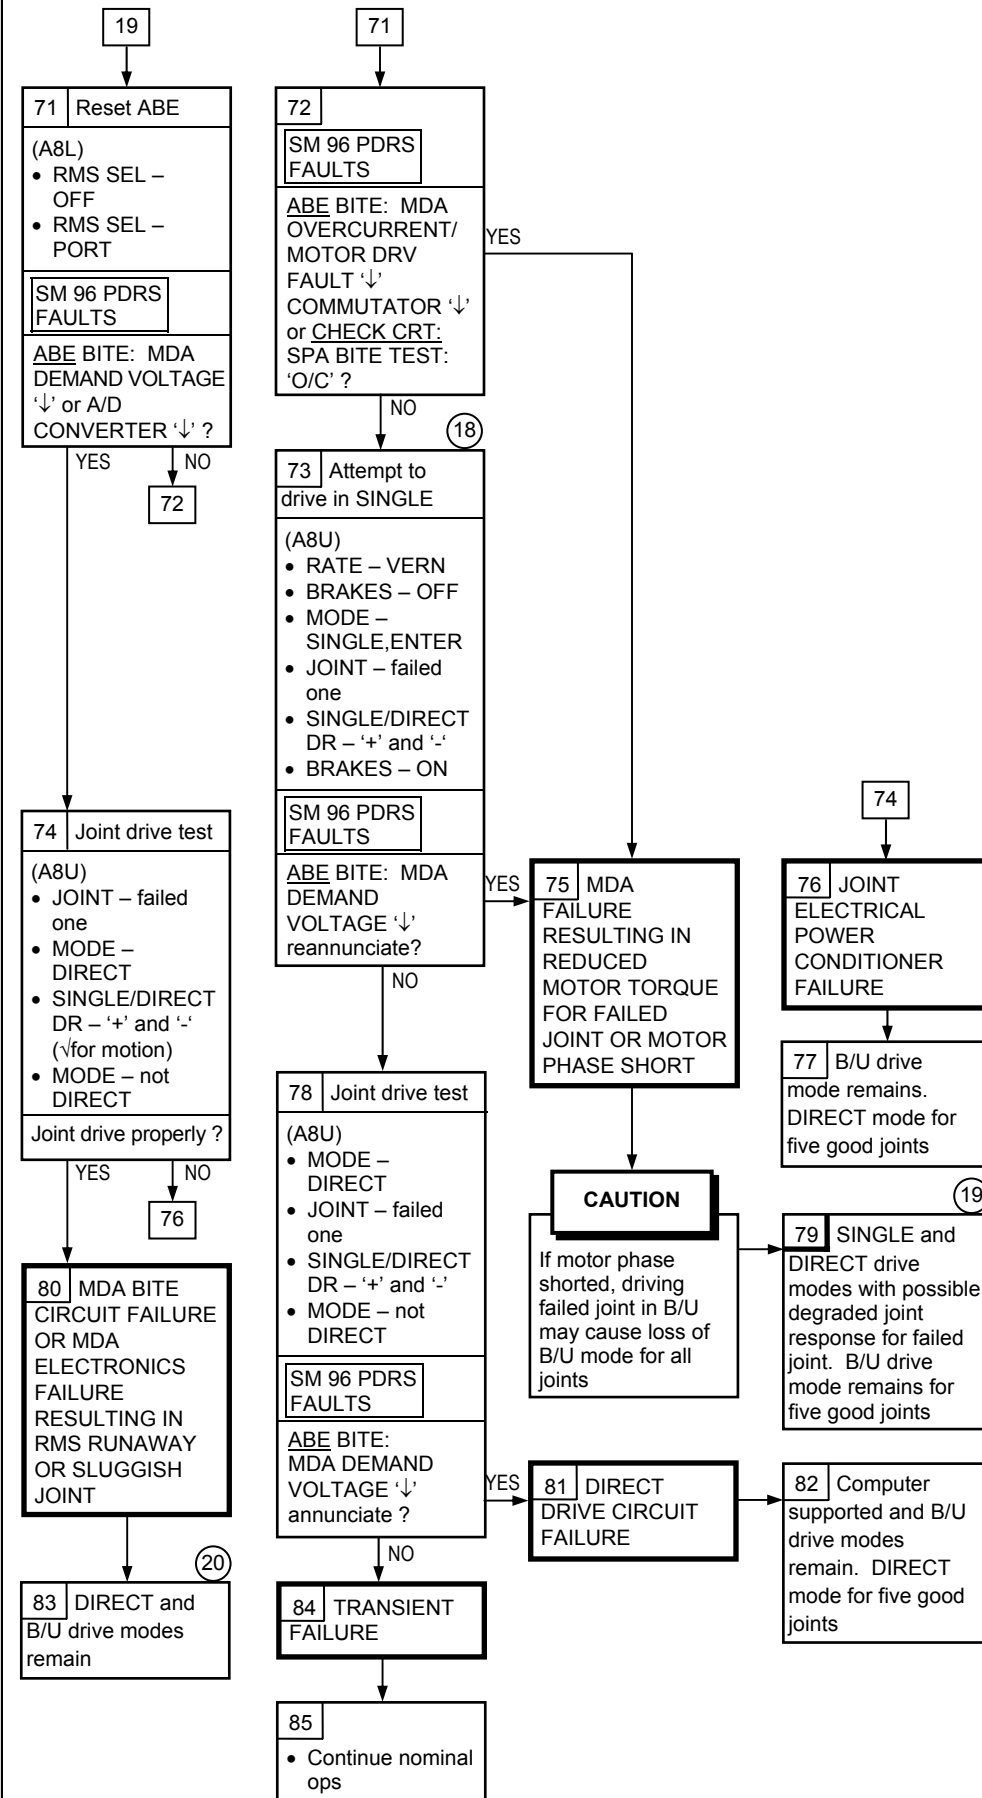 19
71 Reset ABE
(A8L)
• RMS SEL –
OFF
• RMS SEL –
PORT
SM 96 PDRS
FAULTS
ABE BITE: MDA
DEMAND VOLTAGE
‘↓’ or A/D
CONVERTER ‘↓’ ?
YES
NO
72
74 Joint drive test
(A8U)
• JOINT – failed
one
• MODE –
DIRECT
• SINGLE/DIRECT
DR – ‘+’ and ‘-‘
(√for motion)
• MODE – not
DIRECT
Joint drive properly ?
YES
NO
76
80 MDA BITE
CIRCUIT FAILURE
OR MDA
ELECTRONICS
FAILURE
RESULTING IN
RMS RUNAWAY
OR SLUGGISH
JOINT
20
83 DIRECT and
B/U drive modes
remain
71
72
SM 96 PDRS
FAULTS
ABE BITE: MDA
OVERCURRENT/
MOTOR DRV
FAULT ‘↓’
COMMUTATOR ‘↓’
or CHECK CRT:
SPA BITE TEST:
‘O/C’ ?
YES
NO
18
73 Attempt to
drive in SINGLE
(A8U)
• RATE – VERN
• BRAKES – OFF
• MODE –
SINGLE,ENTER
• JOINT – failed
one
• SINGLE/DIRECT
DR – ‘+’ and ‘-‘
• BRAKES – ON
SM 96 PDRS
FAULTS
ABE BITE: MDA
DEMAND
VOLTAGE ‘↓’
reannunciate?
YES
NO
78 Joint drive test
(A8U)
• MODE –
DIRECT
• JOINT – failed
one
• SINGLE/DIRECT
DR – ‘+’ and ‘-’
• MODE – not
DIRECT
SM 96 PDRS
FAULTS
ABE BITE:
MDA DEMAND
VOLTAGE ‘↓’
annunciate ?
YES
NO
84 TRANSIENT
FAILURE
85
• Continue nominal
ops
75 MDA
FAILURE
RESULTING IN
REDUCED
MOTOR TORQUE
FOR FAILED
JOINT OR MOTOR
PHASE SHORT
CAUTION
If motor phase
shorted, driving
failed joint in B/U
may cause loss of
B/U mode for all
joints
81 DIRECT
DRIVE CIRCUIT
FAILURE
74
76 JOINT
ELECTRICAL
POWER
CONDITIONER
FAILURE
77 B/U drive
mode remains.
DIRECT mode for
five good joints
19
79 SINGLE and
DIRECT drive
modes with possible
degraded joint
response for failed
joint. B/U drive
mode remains for
five good joints
82 Computer
supported and B/U
drive modes
remain. DIRECT
mode for five good
joints